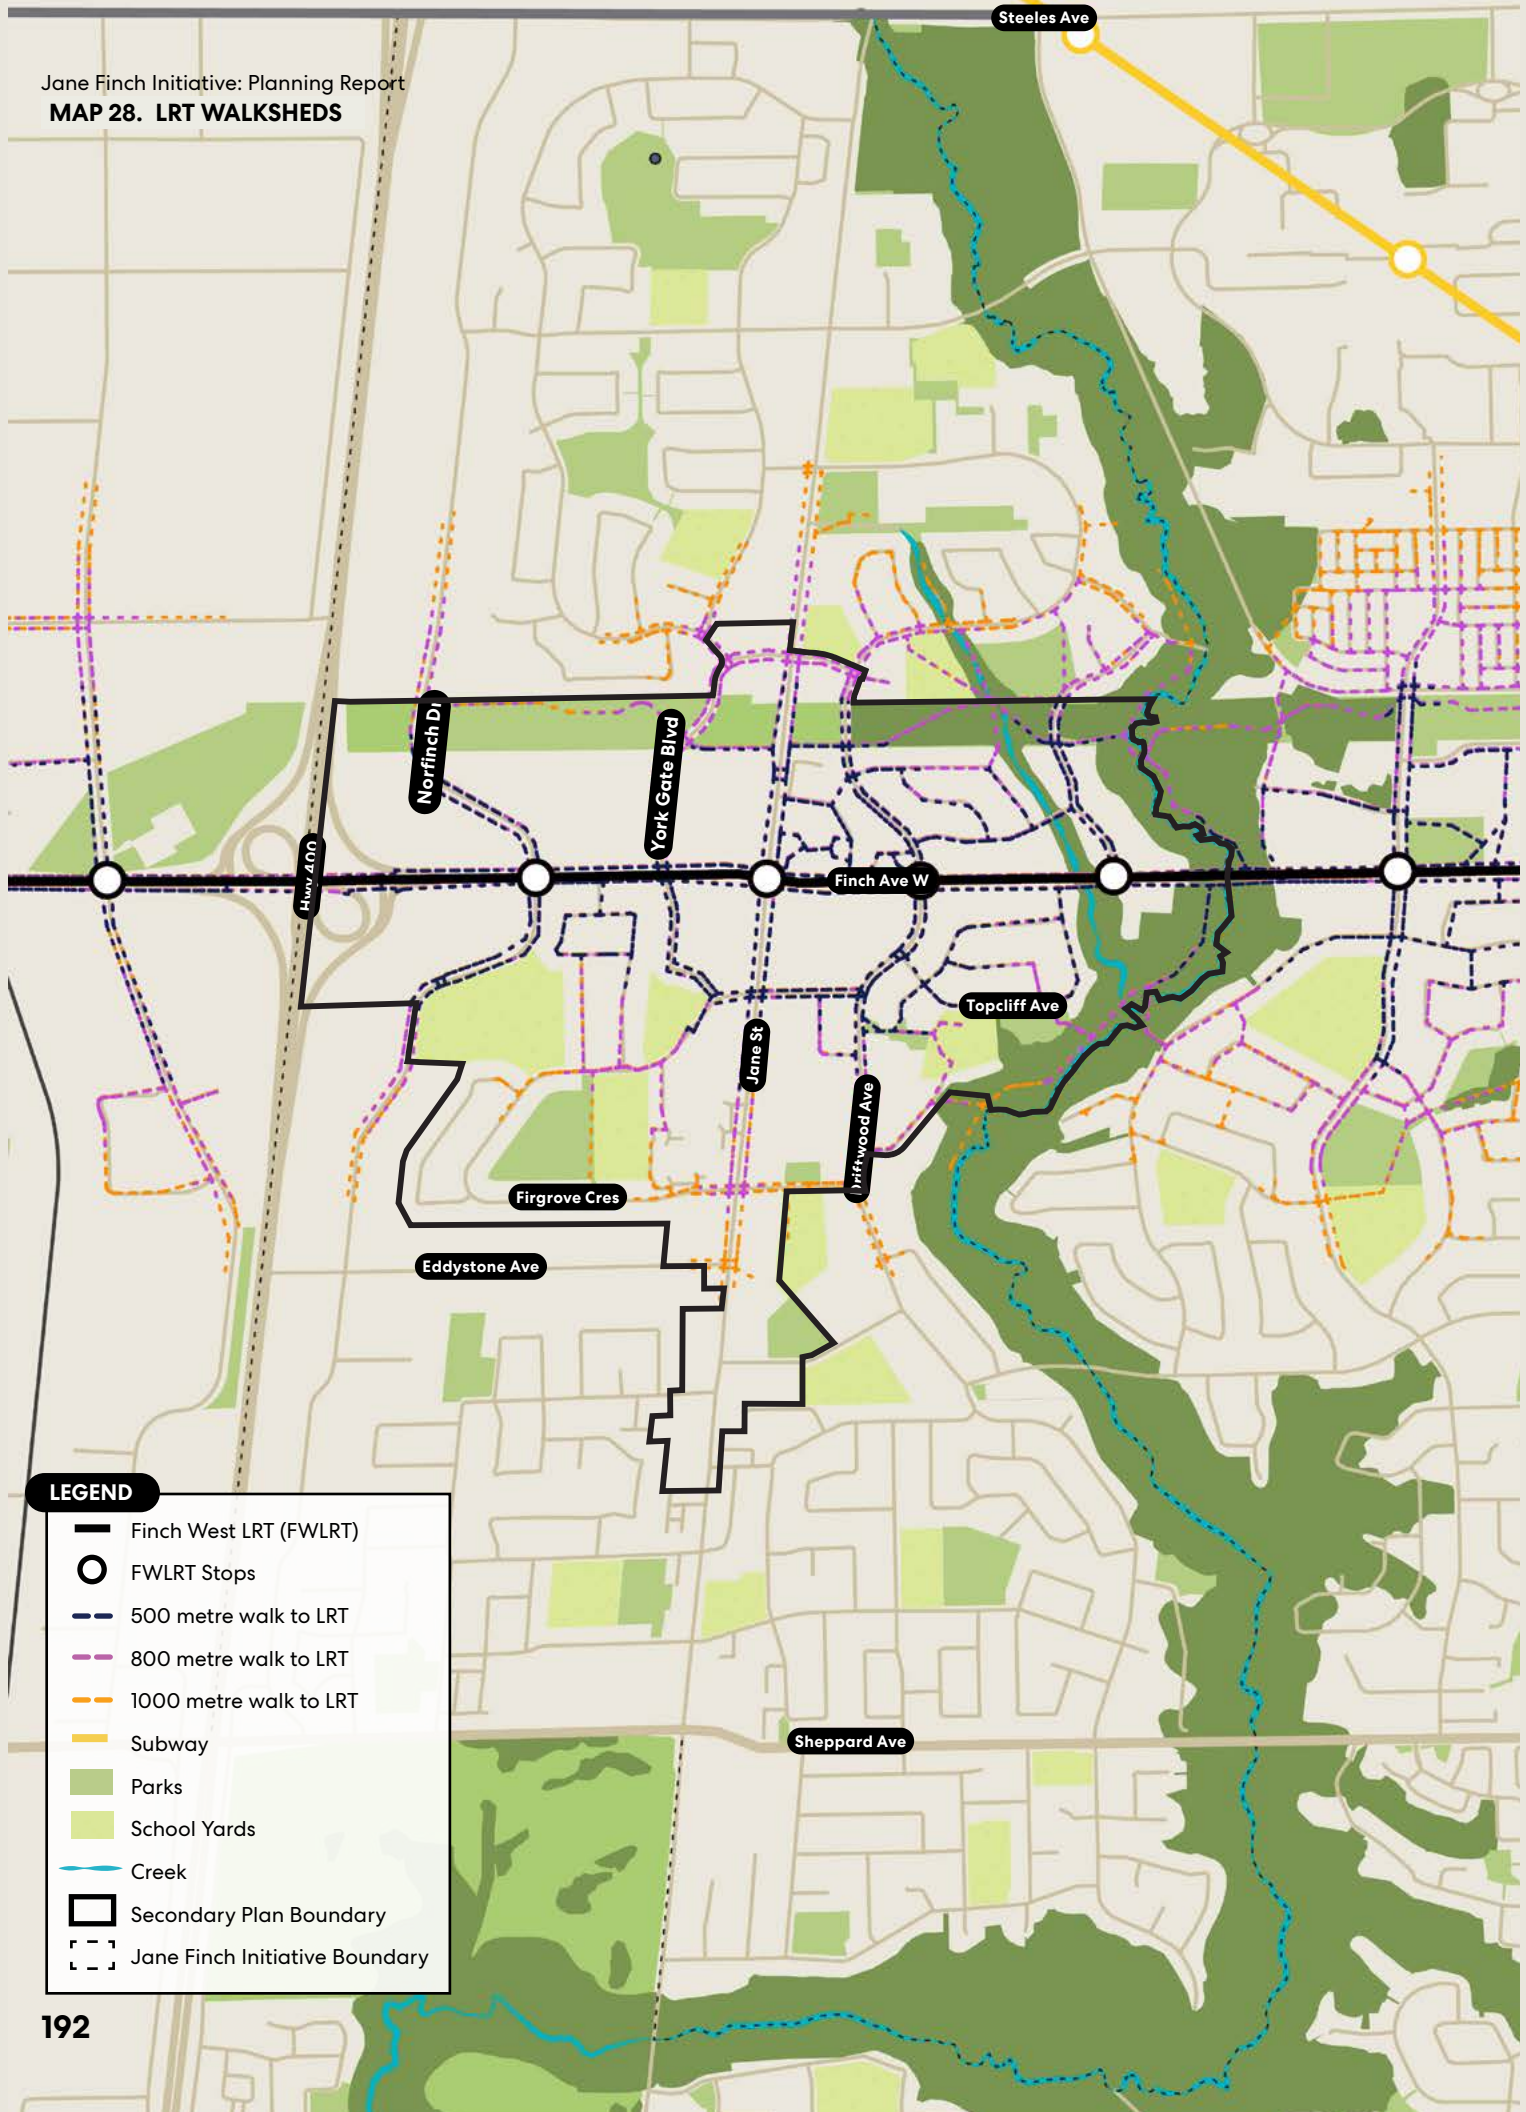 Steeles Ave
Jane Finch Initiative: Planning Report
MAP 28. LRT WALKSHEDS
Norfinch Dr
York Gate Blvd
Hwy 400
Finch Ave W
Topcliff Ave
Jane St
Driftwood Ave
Firgrove Cres
Eddystone Ave
LEGEND
Finch West LRT (FWLRT)
FWLRT Stops
500 metre walk to LRT
800 metre walk to LRT
1000 metre walk to LRT
Subway
Parks
School Yards
Creek
Secondary Plan Boundary
Jane Finch Initiative Boundary
Sheppard Ave
192